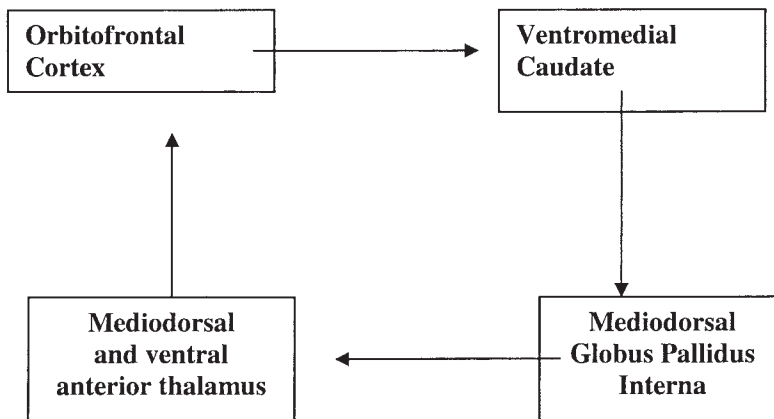 Orbitofrontal
Cortex
Ventromedial
Caudate
Mediodorsal
and ventral
anterior thalamus
Mediodorsal
Globus Pallidus
Interna